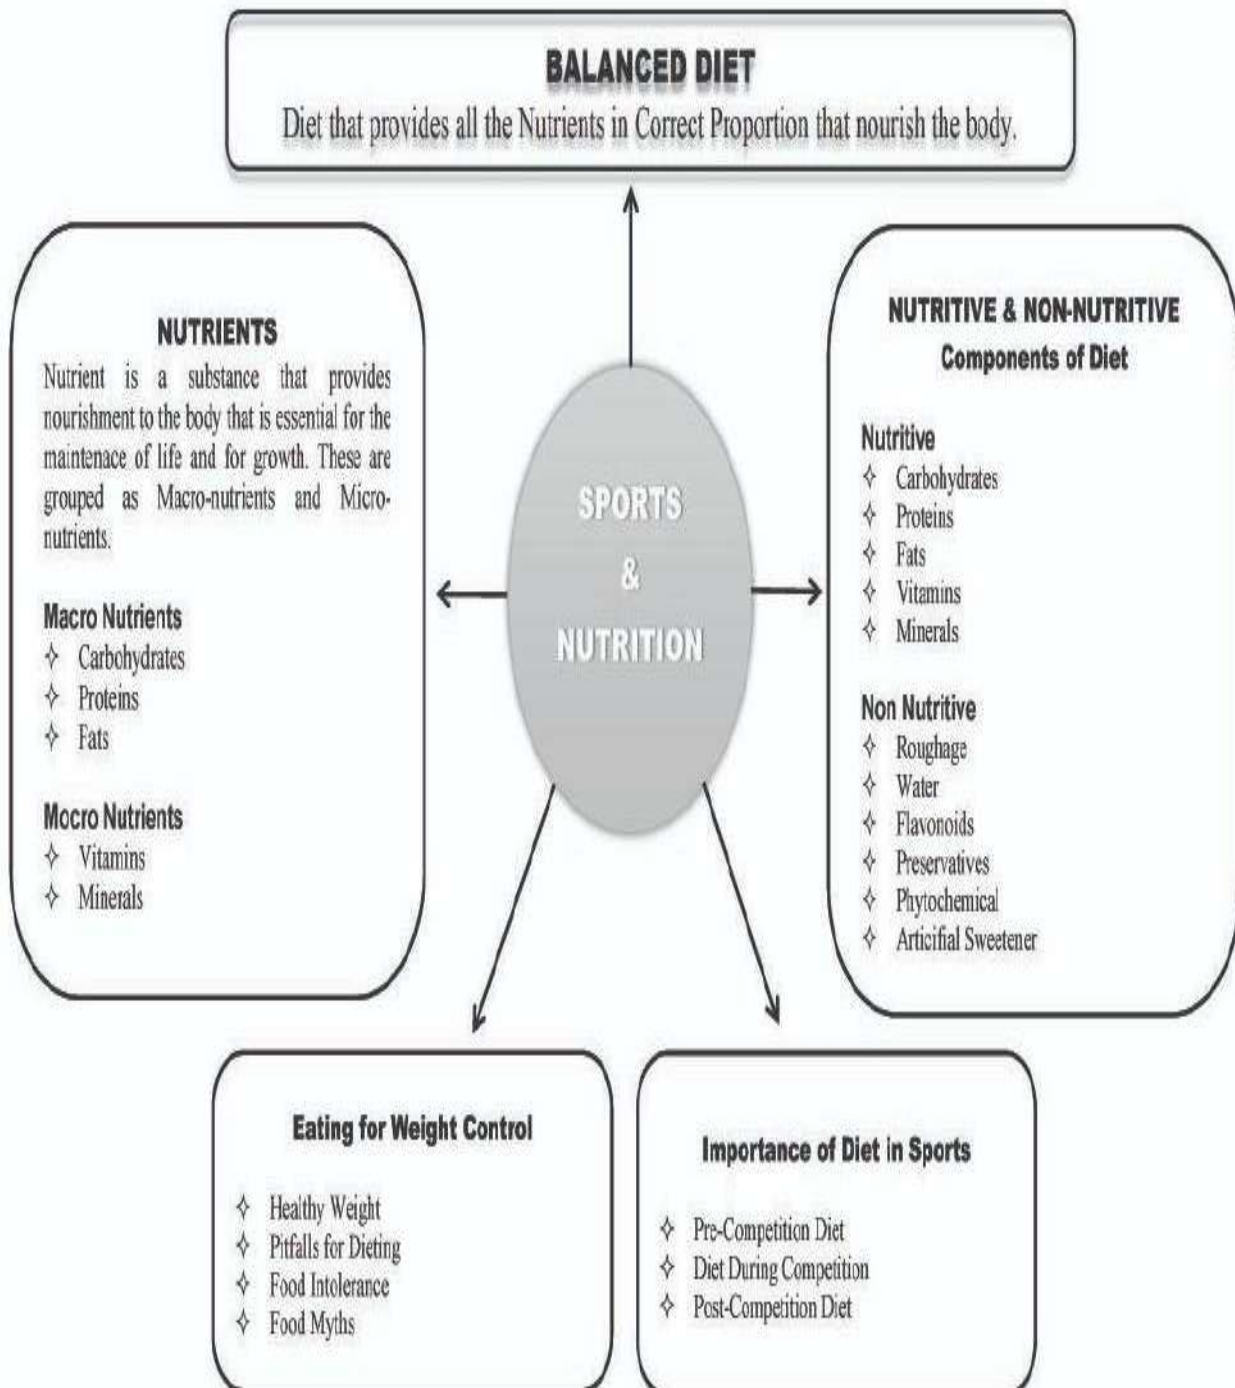 BALANCED DIET
Diet that provides all the Nutrients in Correct Proportion that nourish the body.
NUTRIENTS
Nutrient is a substance that provides
nourishment to the body that is essential for the
maintenace of life and for growth. These are
grouped as Macro-nutrients and Micro-
nutrients.
Macro Nutrients
✧ Carbohydrates
✧ Proteins
✧ Fats
Mocro Nutrients
✧ Vitamins
✧ Minerals
SPORTS
&
NUTRITION
NUTRITIVE & NON-NUTRITIVE
Components of Diet
Nutritive
✧ Carbohydrates
✧ Proteins
✧ Fats
✧ Vitamins
✧ Minerals
Non Nutritive
✧ Roughage
✧ Water
✧ Flavonoids
✧ Preservatives
✧ Phytochemical
✧ Articifial Sweetener
Eating for Weight Control
✧ Healthy Weight
✧ Pitfalls for Dieting
✧ Food Intolerance
✧ Food Myths
Importance of Diet in Sports
✧ Pre-Competition Diet
✧ Diet During Competition
✧ Post-Competition Diet